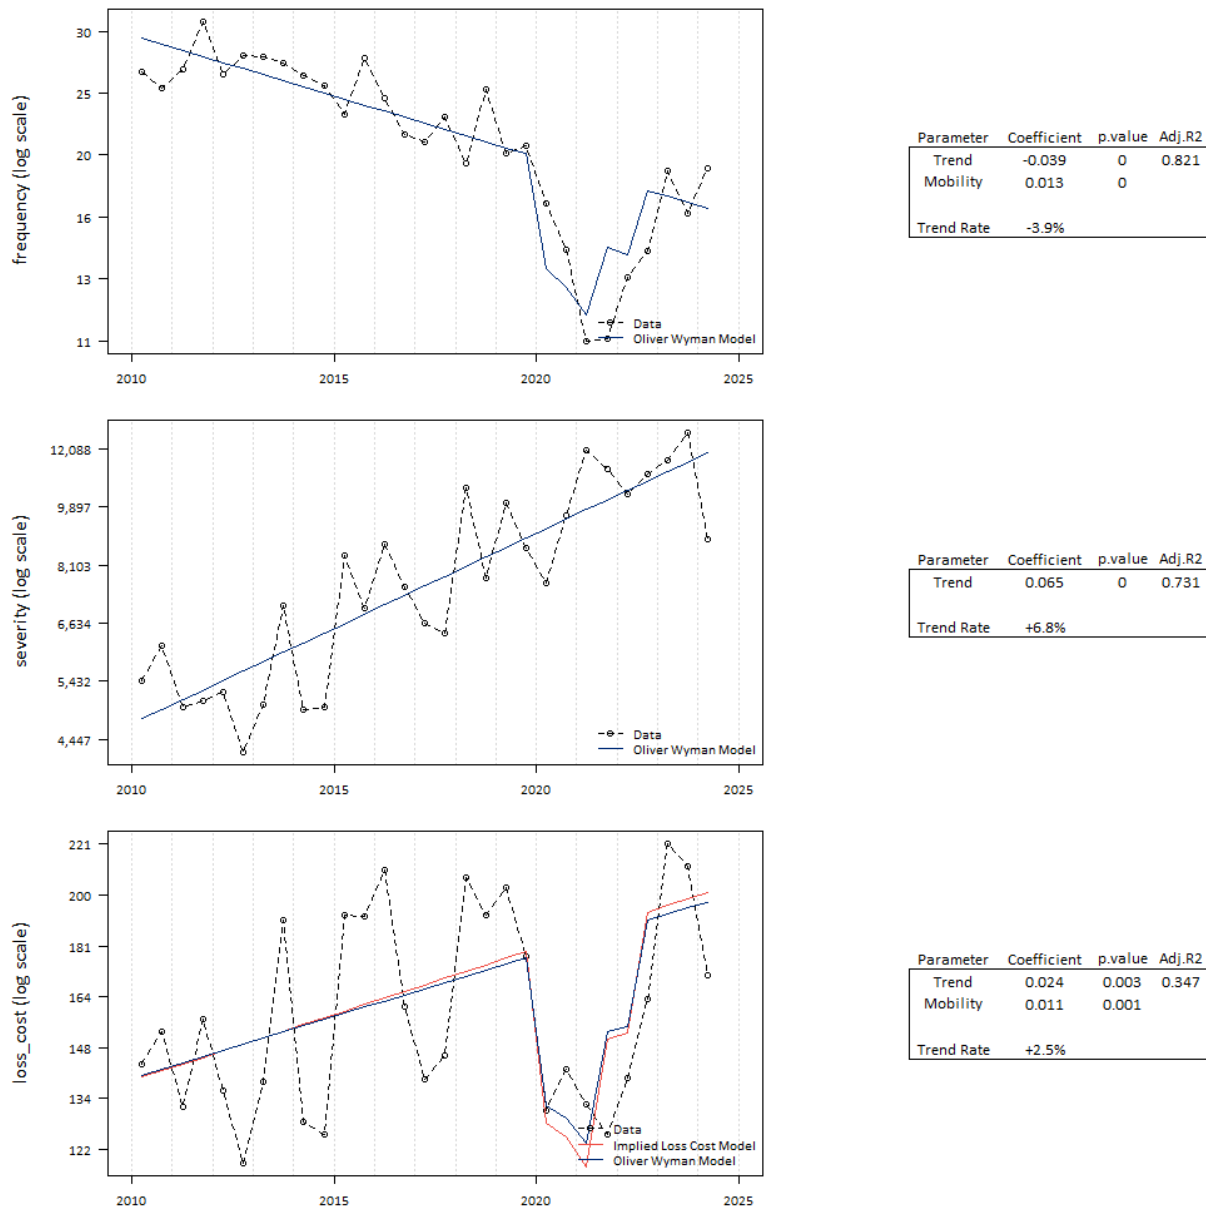 frequency (log scale)
30
25
20
16
13
11
Data
Oliver Wyman Model
2010 2015 2020 2025
Parameter Coefficient p.value Adj.R2
Trend -0.039 0 0.821
Mobility 0.013 0
Trend Rate -3.9%
severity (log scale)
12,088
9,897
8,103
6,634
5,432
4,447
Data
Oliver Wyman Model
2010 2015 2020 2025
Parameter Coefficient p.value Adj.R2
Trend 0.065 0 0.731
Trend Rate +6.8%
loss_cost (log scale)
221
200
181
164
148
134
122
Data
Implied Loss Cost Model
Oliver Wyman Model
2010 2015 2020 2025
Parameter Coefficient p.value Adj.R2
Trend 0.024 0.003 0.347
Mobility 0.011 0.001
Trend Rate +2.5%